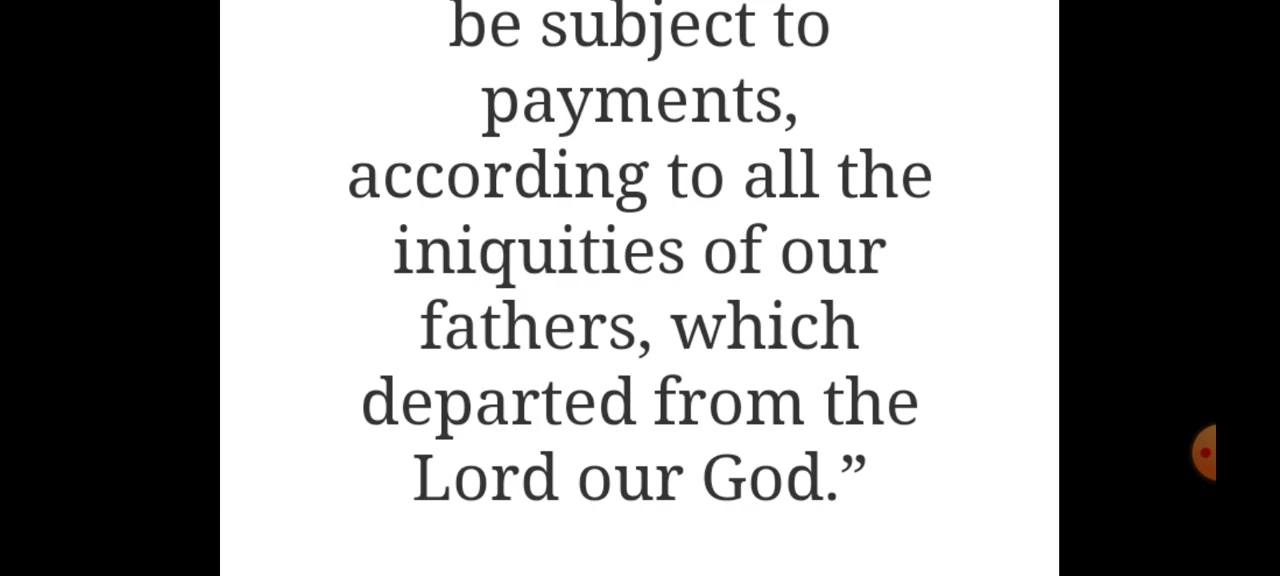 be subject to
payments,
according to all the
iniquities of our
fathers, which
departed from the
Lord our God.”